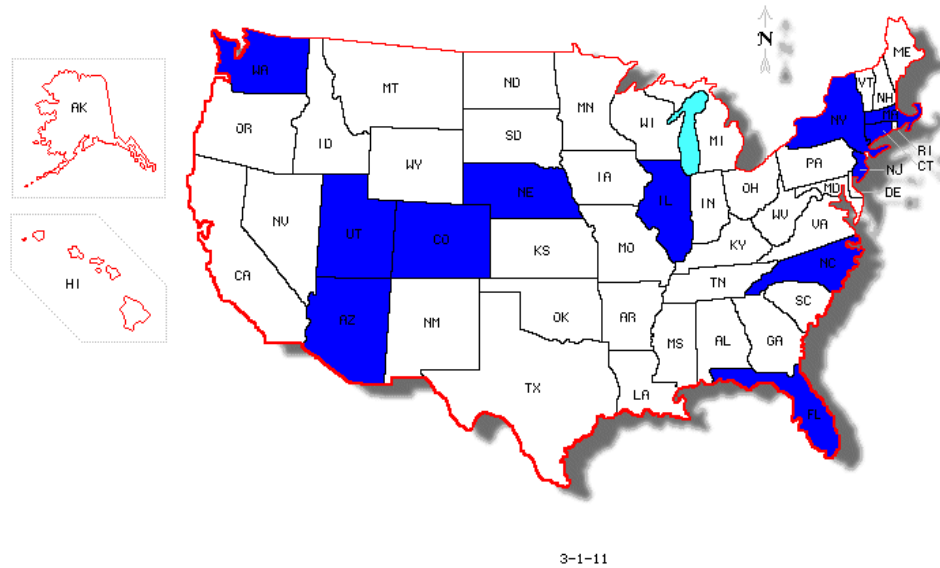 N
ME
WA
VT
NH
MT
ND
MN
AK
OR
ID
SD
WI
MI
NY
MA
RI
CT
WY
IA
NE
PA
NJ
NV
UT
CO
IL
IN
OH
MD
DE
WV
VA
KS
MO
KY
CA
HI
NC
TN
AZ
NM
OK
AR
SC
MS
AL
GA
TX
LA
FL
3-1-11